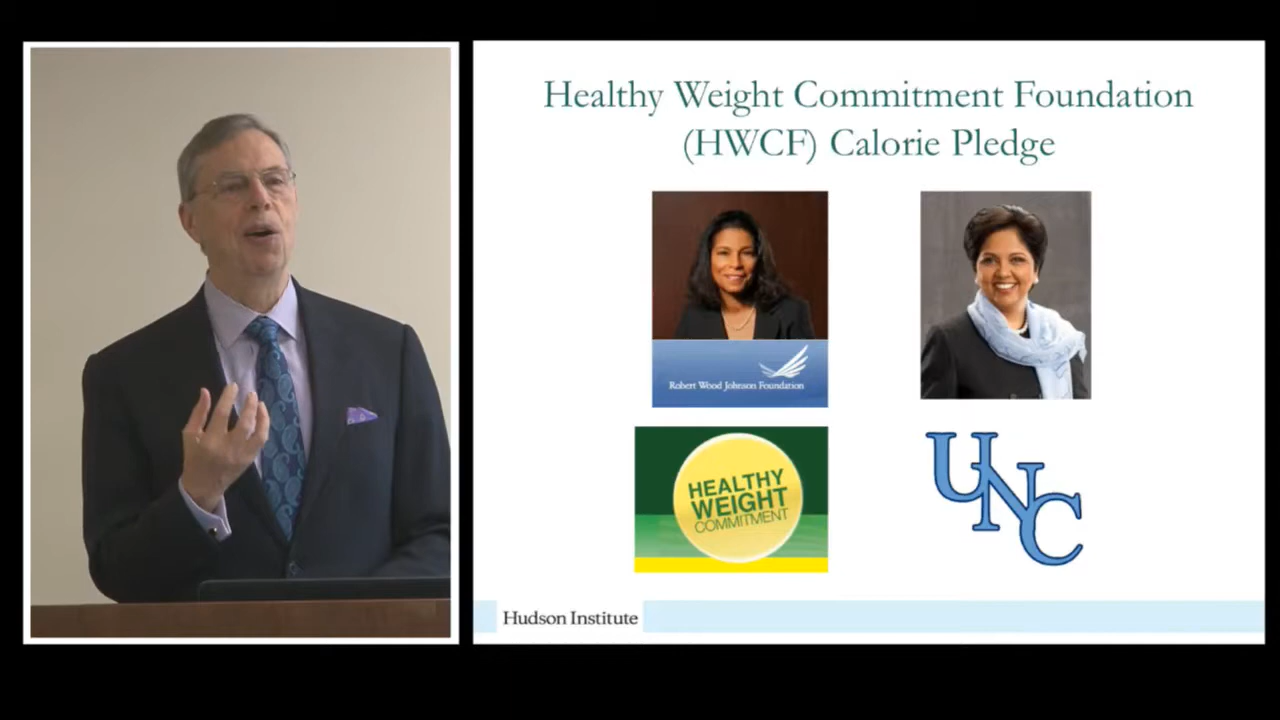 Healthy Weight Commitment Foundation
(HWCF) Calorie Pledge
Robert Wood Johnson Foundation
HEALTHY
WEIGHT
COMMITMENT
UNC
Hudson Institute